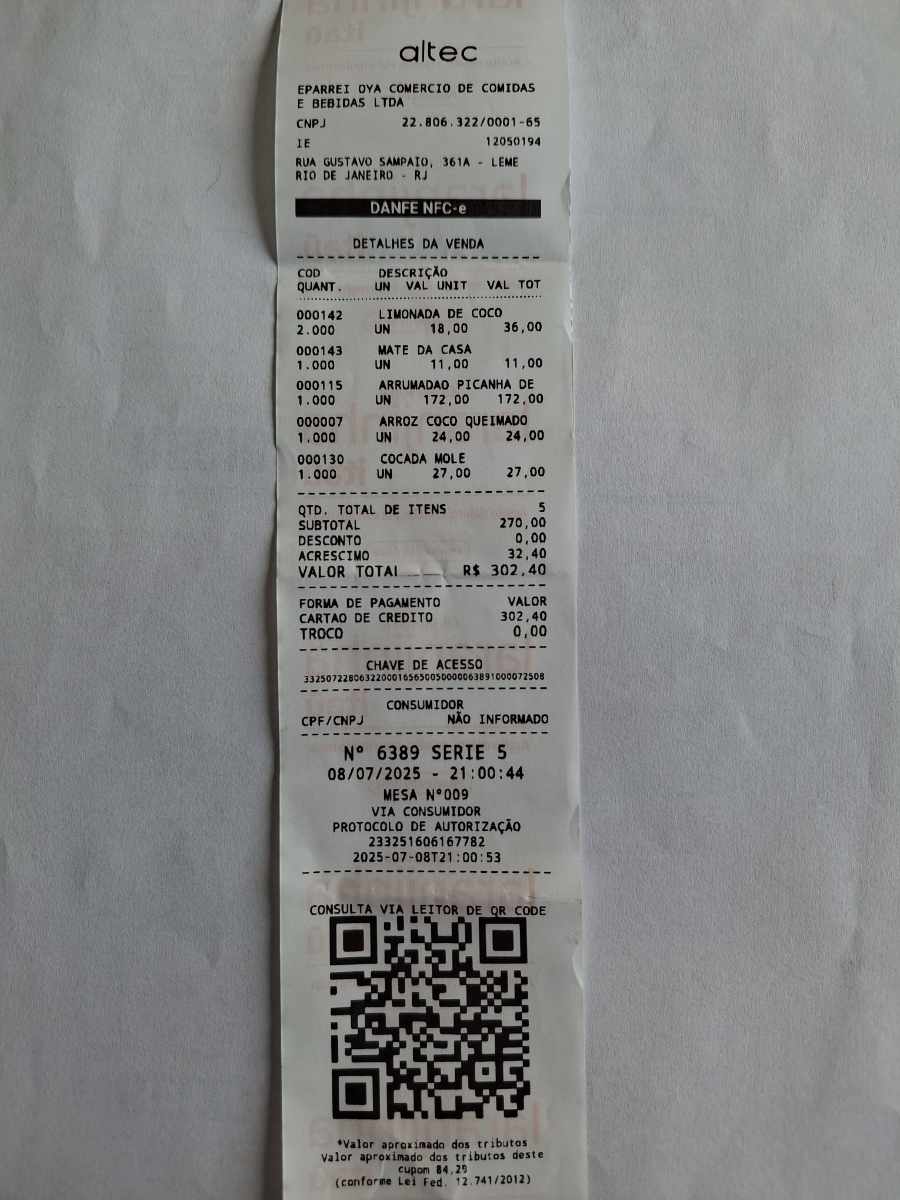 altec
EPARREI OYA COMERCIO DE COMIDAS
E BEBIDAS LTDA
CNPJ 22.806.322/0001-65
IE 12050194
RUA GUSTAVO SAMPAIO, 361A - LEME
RIO DE JANEIRO - RJ
DANFE NFC-e
DETALHES DA VENDA
COD DESCRIÇÃO
QUANT. UN VAL UNIT VAL TOT
000142 LIMONADA DE COCO
2.000 UN 18,00 36,00
000143 MATE DA CASA
1.000 UN 11,00 11,00
000115 ARRUMADAO PICANHA DE
1.000 UN 172,00 172,00
000007 ARROZ COCO QUEIMADO
1.000 UN 24,00 24,00
000130 COCADA MOLE
1.000 UN 27,00 27,00
QTD. TOTAL DE ITENS 5
SUBTOTAL 270,00
DESCONTO 0,00
ACRESCIMO 32,40
VALOR TOTAL R$ 302,40
FORMA DE PAGAMENTO VALOR
CARTAO DE CREDITO 302,40
TROCO 0,00
CHAVE DE ACESSO
33250722806322000165650050000063891000072508
CONSUMIDOR
CPF/CNPJ NÃO INFORMADO
Nº 6389 SERIE 5
08/07/2025 - 21:00:44
MESA N°009
VIA CONSUMIDOR
PROTOCOLO DE AUTORIZAÇÃO
233251606167782
2025-07-08T21:00:53
CONSULTA VIA LEITOR DE QR CODE
*Valor aproximado dos tributos
Valor aproximado dos tributos deste
cupom 84,29
(conforme Lei Fed. 12.741/2012)